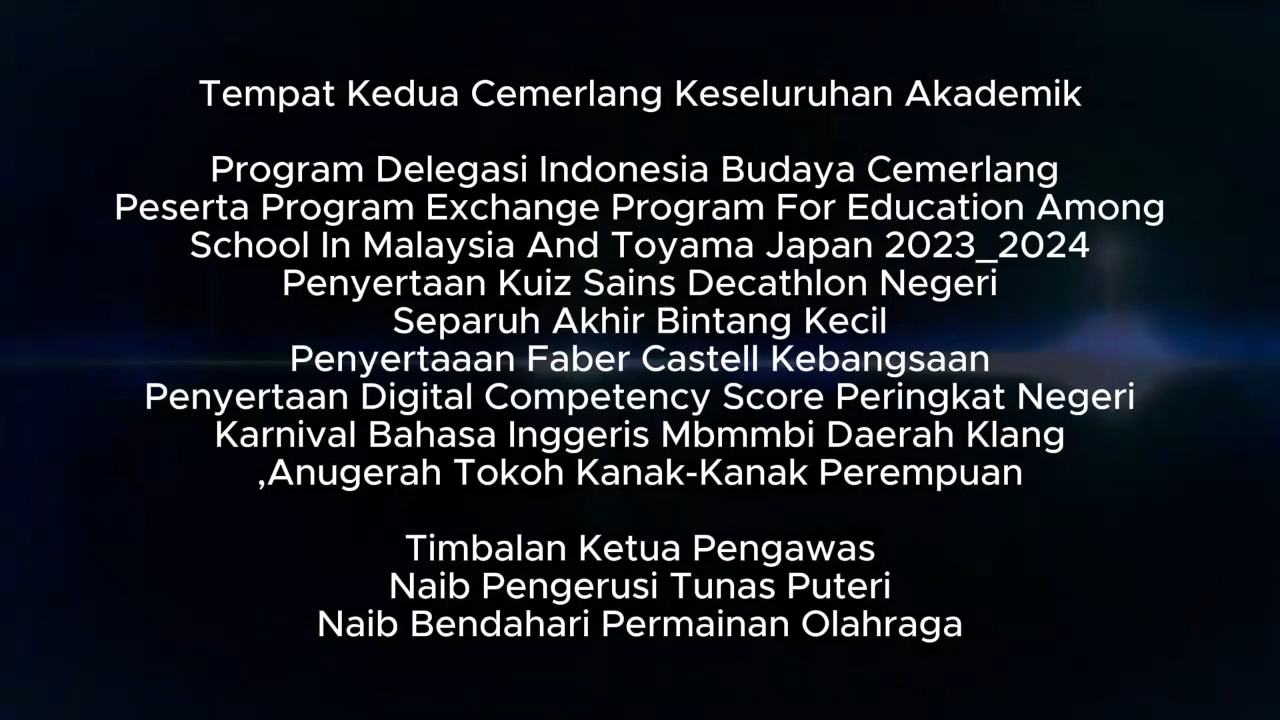 Tempat Kedua Cemerlang Keseluruhan Akademik
Program Delegasi Indonesia Budaya Cemerlang
Peserta Program Exchange Program For Education Among
School In Malaysia And Toyama Japan 2023_2024
Penyertaan Kuiz Sains Decathlon Negeri
Separuh Akhir Bintang Kecil
Penyertaaan Faber Castell Kebangsaan
Penyertaan Digital Competency Score Peringkat Negeri
Karnival Bahasa Inggeris Mbmmbi Daerah Klang
,Anugerah Tokoh Kanak-Kanak Perempuan
Timbalan Ketua Pengawas
Naib Pengerusi Tunas Puteri
Naib Bendahari Permainan Olahraga